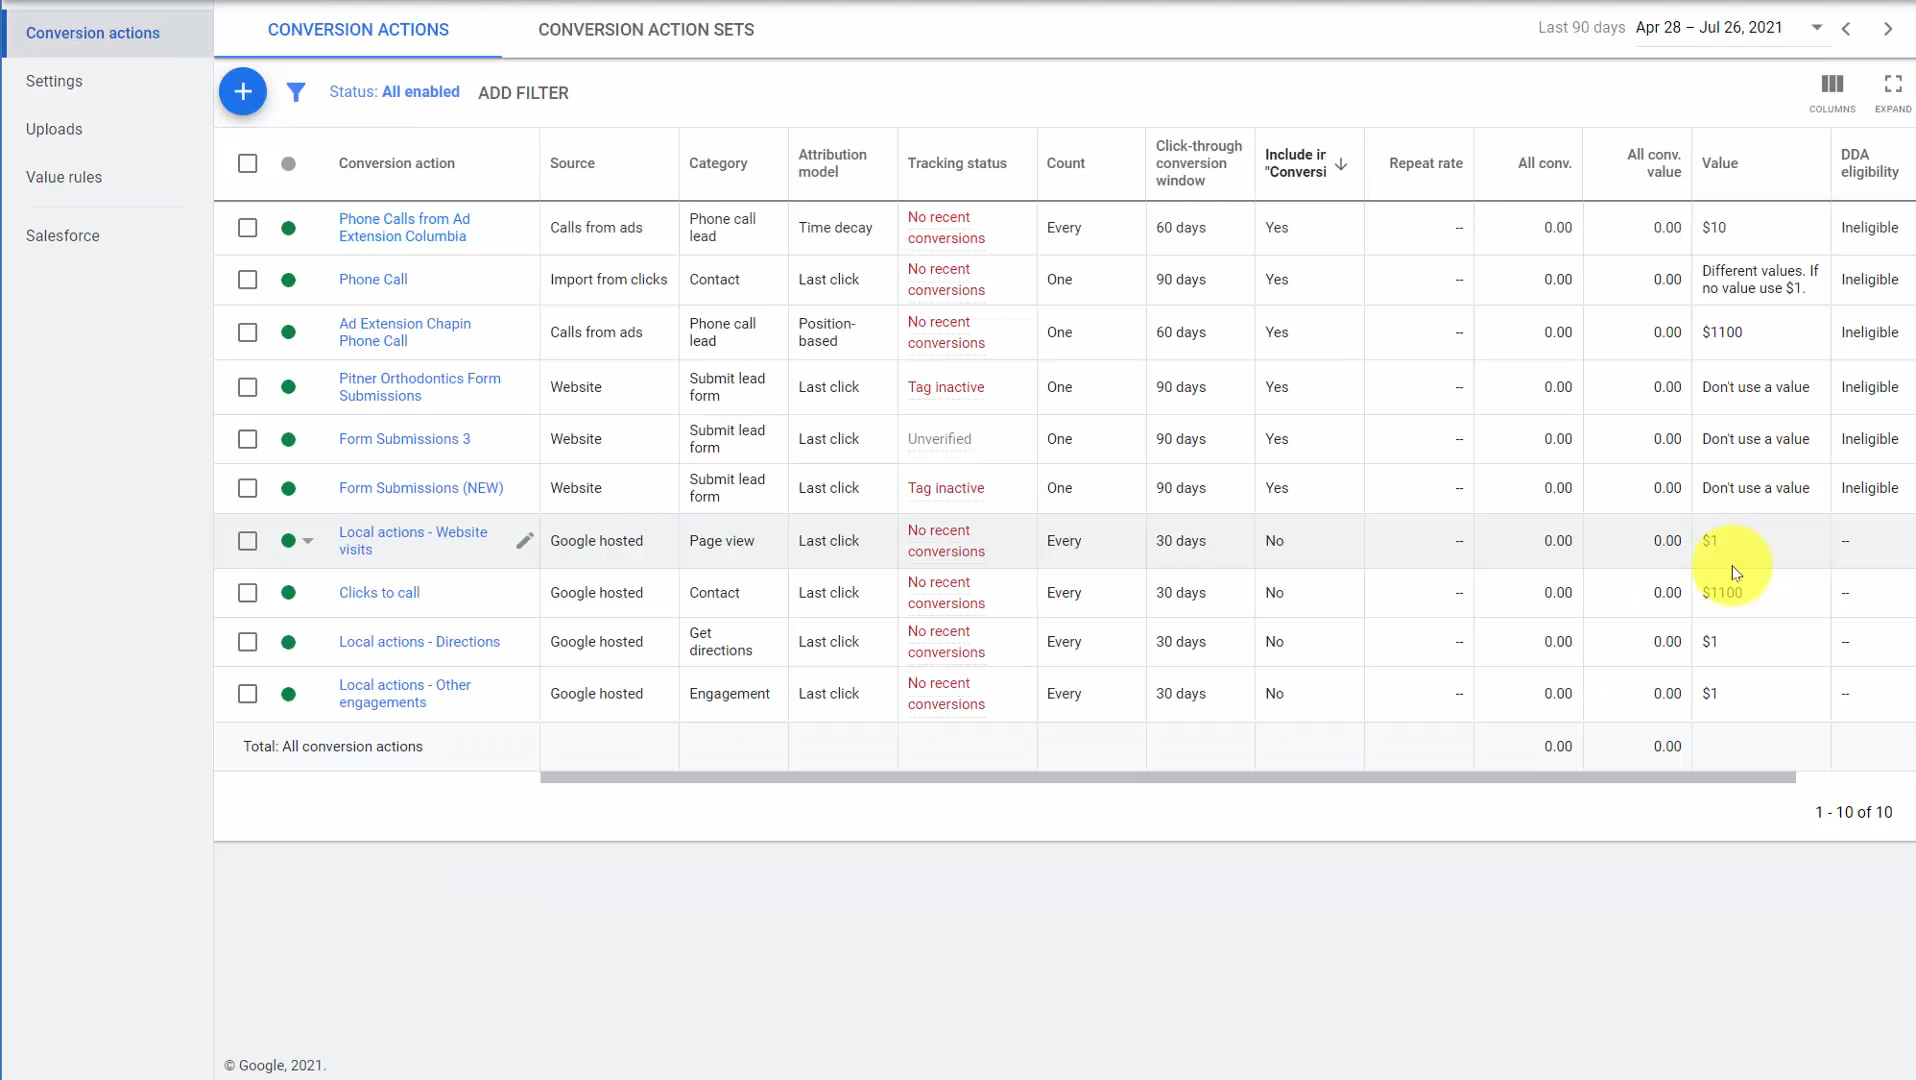 Conversion actions
Settings
Uploads
Value rules
Salesforce
CONVERSION ACTIONS
CONVERSION ACTION SETS
Last 90 days Apr 28 – Jul 26, 2021
Status: All enabled ADD FILTER
COLUMNS
EXPAND
Conversion action
Source
Category
Attribution
model
Tracking status
Count
Click-through
conversion
window
Include ir
"Conversi
Repeat rate
All conv.
All conv.
value
Value
DDA
eligibility
Phone Calls from Ad
Extension Columbia
Calls from ads
Phone call
lead
Time decay
No recent
conversions
Every
60 days
Yes
--
0.00
0.00
$10
Ineligible
Phone Call
Import from clicks
Contact
Last click
No recent
conversions
One
90 days
Yes
--
0.00
0.00
Different values. If
no value use $1.
Ineligible
Ad Extension Chapin
Phone Call
Calls from ads
Phone call
lead
Position-
based
No recent
conversions
One
60 days
Yes
--
0.00
0.00
$1100
Ineligible
Pitner Orthodontics Form
Submissions
Website
Submit lead
form
Last click
Tag inactive
One
90 days
Yes
--
0.00
0.00
Don't use a value
Ineligible
Form Submissions 3
Website
Submit lead
form
Last click
Unverified
One
90 days
Yes
--
0.00
0.00
Don't use a value
Ineligible
Form Submissions (NEW)
Website
Submit lead
form
Last click
Tag inactive
One
90 days
Yes
--
0.00
0.00
Don't use a value
Ineligible
Local actions - Website
visits
Google hosted
Page view
Last click
No recent
conversions
Every
30 days
No
--
0.00
0.00
$1
--
Clicks to call
Google hosted
Contact
Last click
No recent
conversions
Every
30 days
No
--
0.00
0.00
$1100
--
Local actions - Directions
Google hosted
Get
directions
Last click
No recent
conversions
Every
30 days
No
--
0.00
0.00
$1
--
Local actions - Other
engagements
Google hosted
Engagement
Last click
No recent
conversions
Every
30 days
No
--
0.00
0.00
$1
--
Total: All conversion actions
0.00
0.00
1 - 10 of 10
© Google, 2021.